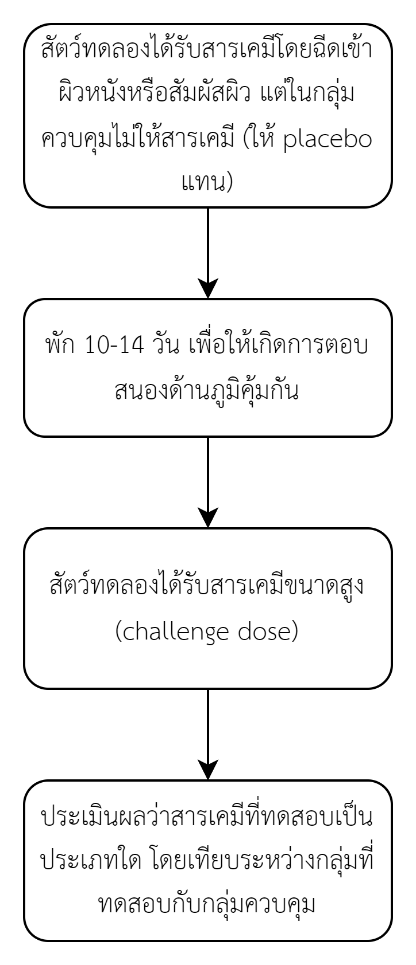 สัตว์ทดลองได้รับสารเคมีโดยฉีดเข้า
ผิวหนังหรือสัมผัสผิว แต่ในกลุ่ม
ควบคุมไม่ให้สารเคมี (ให้ placebo
แทน)
พัก 10-14 วัน เพื่อให้เกิดการตอบ
สนองด้านภูมิคุ้มกัน
สัตว์ทดลองได้รับสารเคมีขนาดสูง
(challenge dose)
ประเมินผลว่าสารเคมีที่ทดสอบเป็น
ประเภทใด โดยเทียบระหว่างกลุ่มที่
ทดสอบกับกลุ่มควบคุม